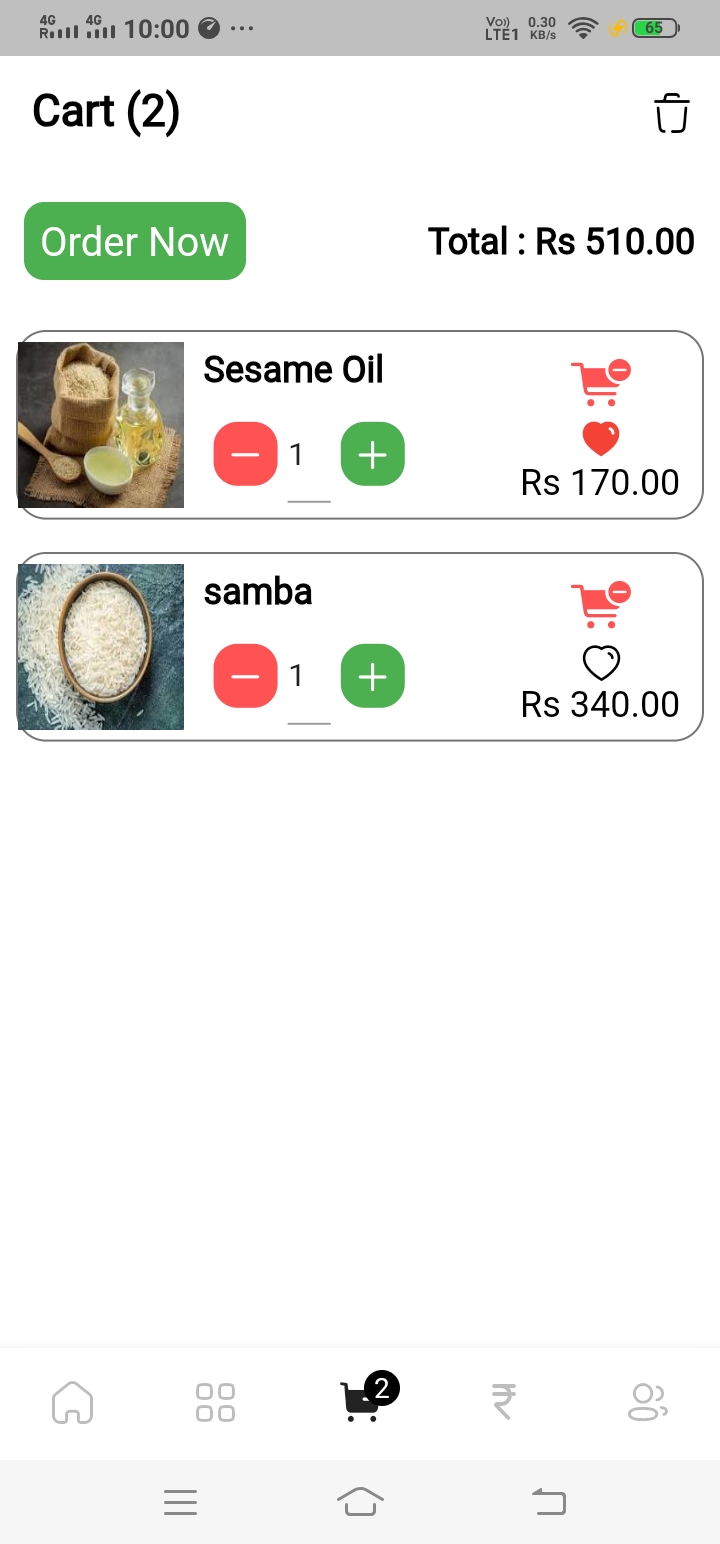 4G R 4G 10:00 ... Vo)) LTE1 0.30 KB/s 65
Cart (2)
Order Now
Total : Rs 510.00
Sesame Oil
1
Rs 170.00
samba
1
Rs 340.00
2